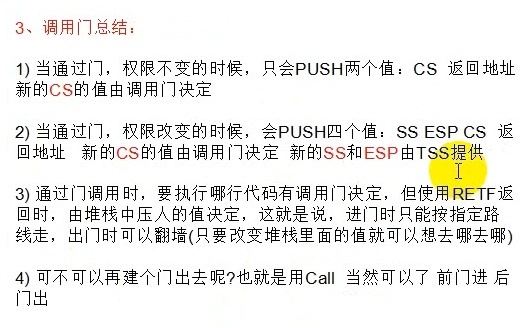 3、调用门总结：
1) 当通过门，权限不变的时候，只会PUSH两个值：CS 返回地址
新的CS的值由调用门决定
2) 当通过门，权限改变的时候，会PUSH四个值：SS ESP CS 返
回地址 新的CS的值由调用门决定 新的SS和ESP由TSS提供
3) 通过门调用时，要执行哪行代码有调用门决定，但使用RETF返
回时，由堆栈中压人的值决定，这就是说，进门时只能按指定路
线走，出门时可以翻墙(只要改变堆栈里面的值就可以想去哪去哪)
4) 可不可以再建个门出去呢?也就是用Call 当然可以了 前门进 后
门出